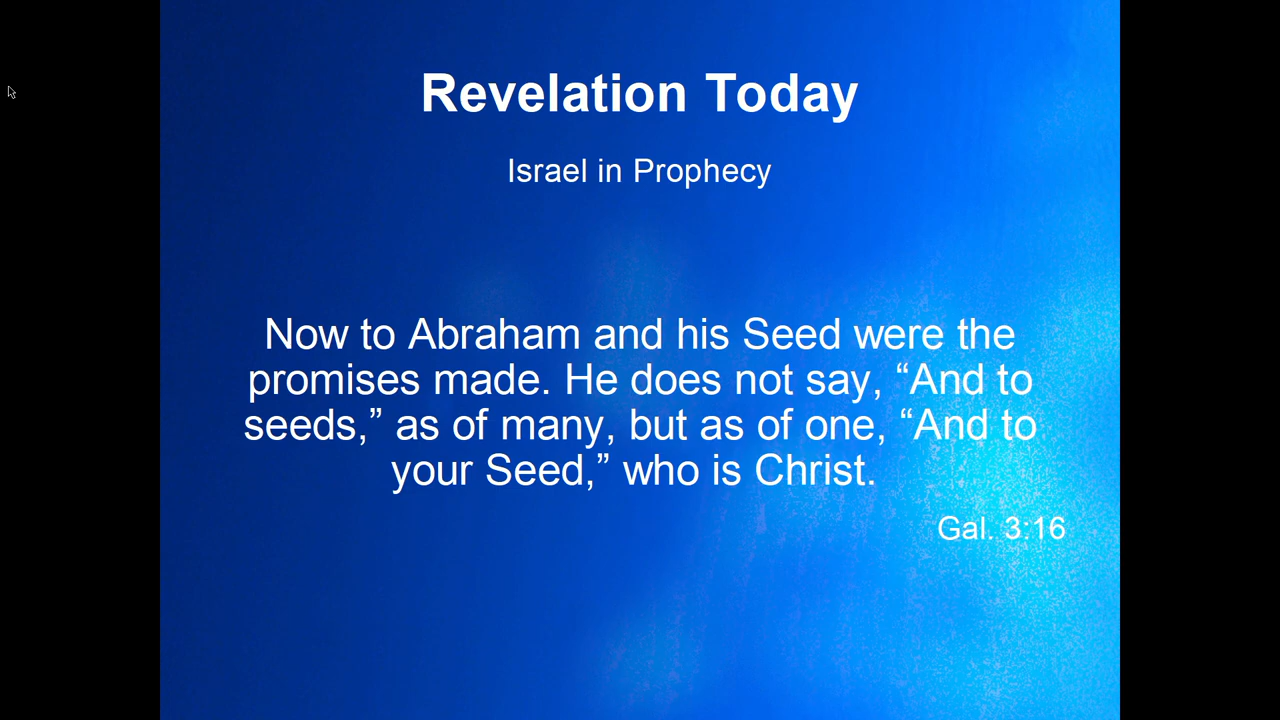 Revelation Today
Israel in Prophecy
Now to Abraham and his Seed were the
promises made. He does not say, “And to
seeds,” as of many, but as of one, “And to
your Seed,” who is Christ.
Gal. 3:16